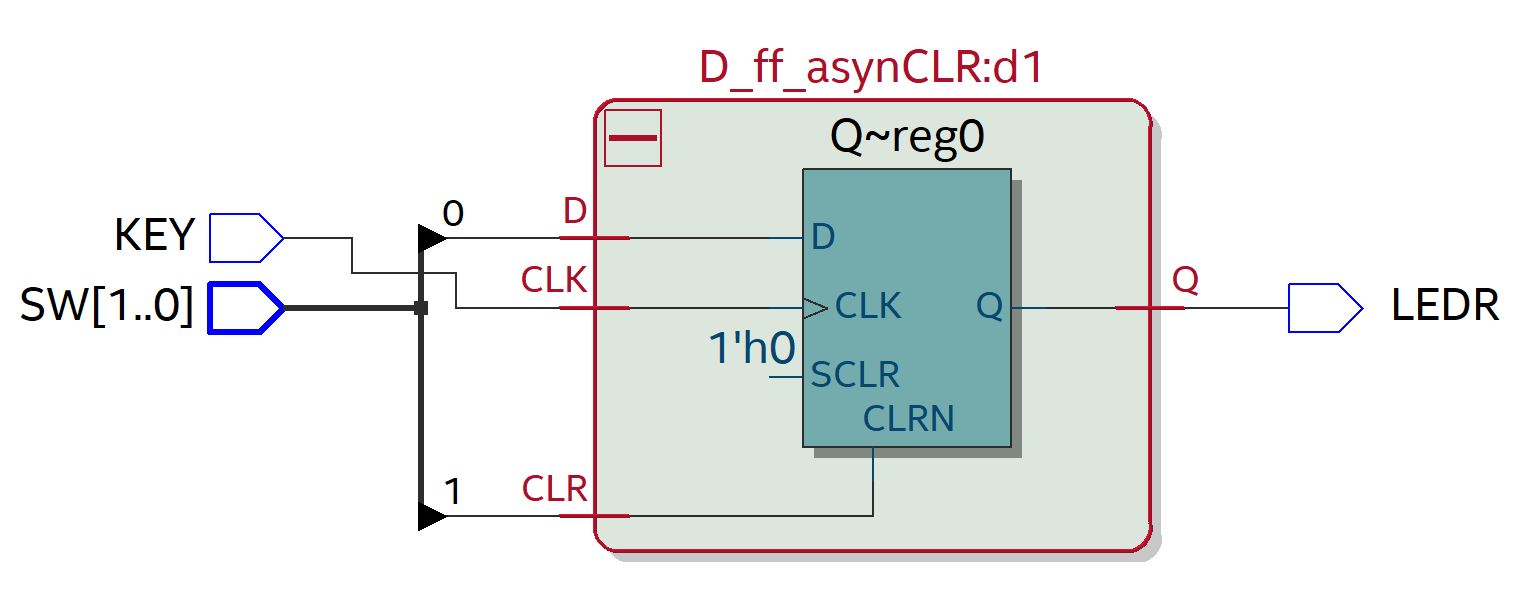 D_ff_asynCLR:d1
Q~reg0
0
KEY
D
D
SW[1..0]
CLK
CLK
Q
Q
LEDR
1'h0
SCLR
CLRN
1
CLR